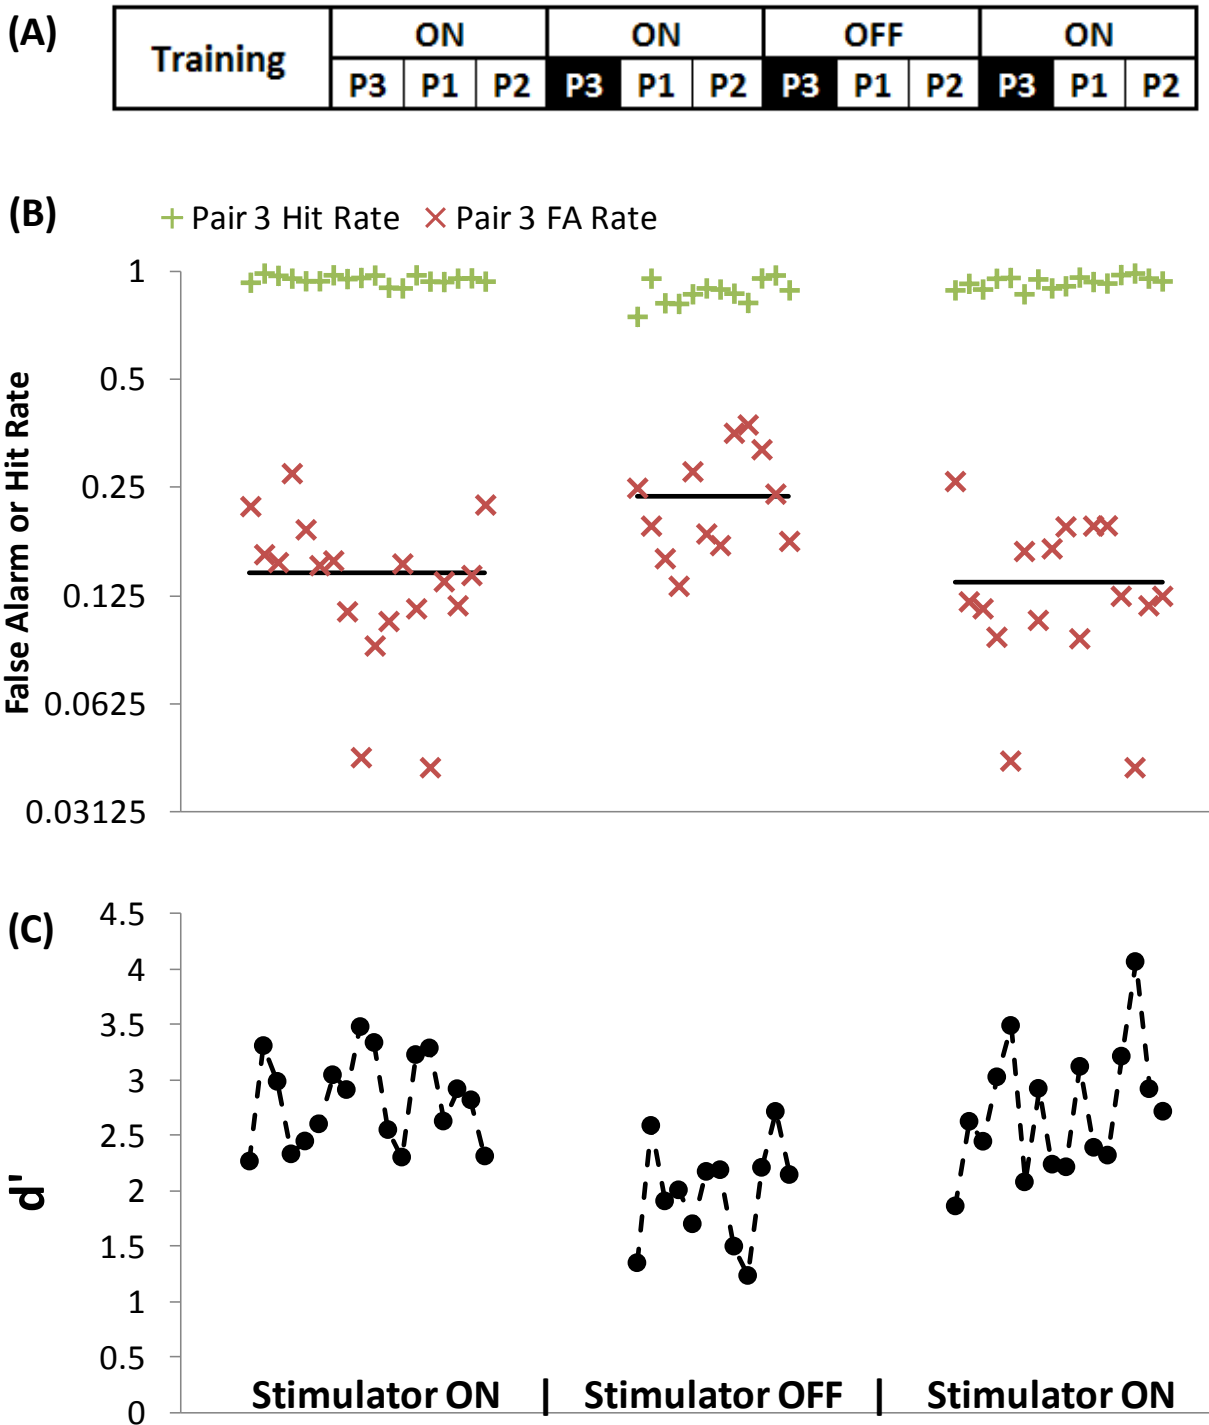 (A)
Training ON ON OFF ON
P3 P1 P2 P3 P1 P2 P3 P1 P2 P3 P1 P2
(B)
Pair 3 Hit Rate Pair 3 FA Rate
False Alarm or Hit Rate
1
0.5
0.25
0.125
0.0625
0.03125
(C)
d'
4.5
4
3.5
3
2.5
2
1.5
1
0.5
0
Stimulator ON | Stimulator OFF | Stimulator ON